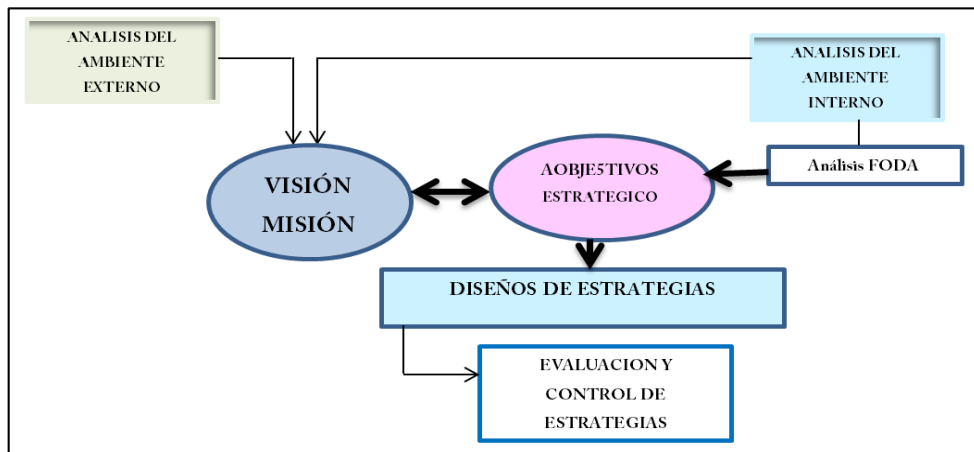 ANALISIS DEL
AMBIENTE
EXTERNO
ANALISIS DEL
AMBIENTE
INTERNO
Análisis FODA
VISIÓN
MISIÓN
AOBJE5TIVOS
ESTRATEGICO
DISEÑOS DE ESTRATEGIAS
EVALUACION Y
CONTROL DE
ESTRATEGIAS